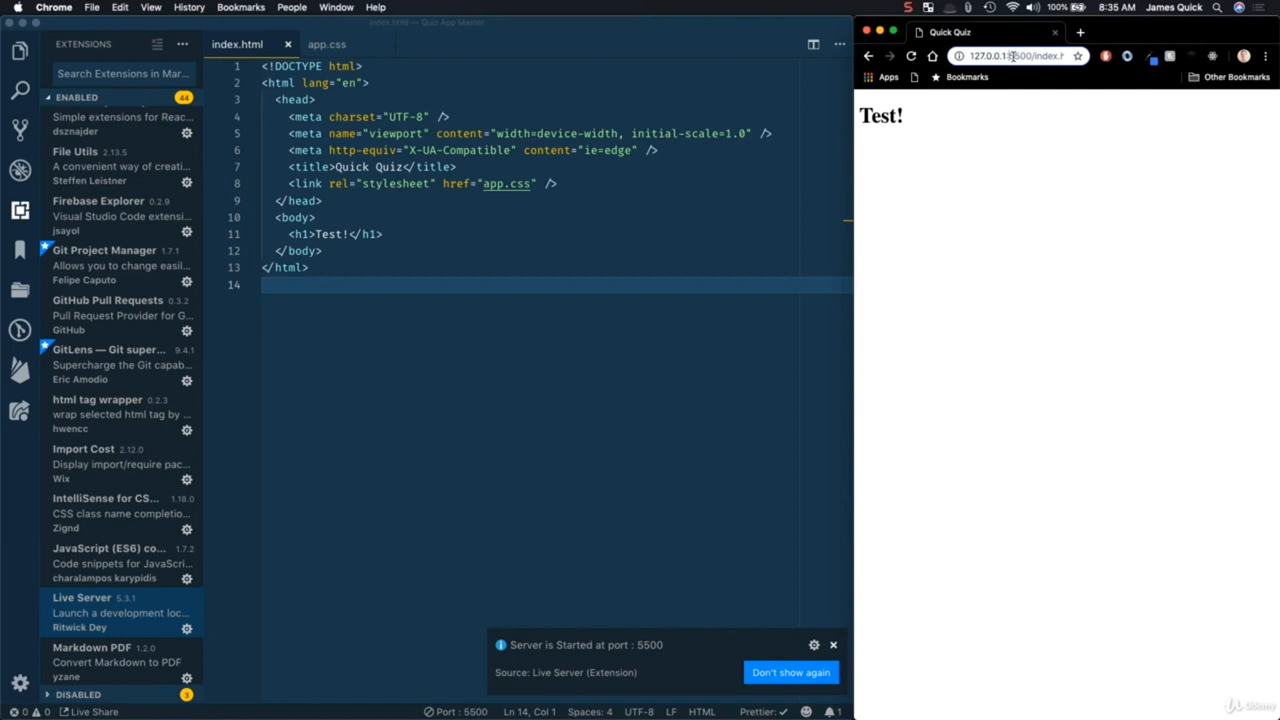 Chrome File Edit View History Bookmarks People Window Help 100% 8:35 AM James Quick
index.html — Quiz App Master
EXTENSIONS
Search Extensions in Mar...
ENABLED 44
Simple extensions for Reac...
dsznajder
File Utils 2.13.5
A convenient way of creati...
Steffen Leistner
Firebase Explorer 0.2.9
Visual Studio Code extensi...
jsayol
Git Project Manager 1.7.1
Allows you to change easil...
Felipe Caputo
GitHub Pull Requests 0.3.2
Pull Request Provider for G...
GitHub
GitLens — Git super... 9.4.1
Supercharge the Git capab...
Eric Amodio
html tag wrapper 0.2.3
wrap selected html tag by ...
hwencc
Import Cost 2.12.0
Display import/require pac...
Wix
IntelliSense for CS... 1.18.0
CSS class name completio...
Zignd
JavaScript (ES6) co... 1.7.2
Code snippets for JavaScri...
charalampos karypidis
Live Server 5.3.1
Launch a development loc...
Ritwick Dey
Markdown PDF 1.2.0
Convert Markdown to PDF
yzane
DISABLED 3
index.html app.css
1 <!DOCTYPE html>
2 <html lang="en">
3 <head>
4 <meta charset="UTF-8" />
5 <meta name="viewport" content="width=device-width, initial-scale=1.0" />
6 <meta http-equiv="X-UA-Compatible" content="ie=edge" />
7 <title>Quick Quiz</title>
8 <link rel="stylesheet" href="app.css" />
9 </head>
10 <body>
11 <h1>Test!</h1>
12 </body>
13 </html>
14
Server is Started at port : 5500
Source: Live Server (Extension)
Don't show again
0 0 Live Share Port : 5500 Ln 14, Col 1 Spaces: 4 UTF-8 LF HTML Prettier: ✓ 1
Quick Quiz
Apps Bookmarks Other Bookmarks
Test!
Udemy